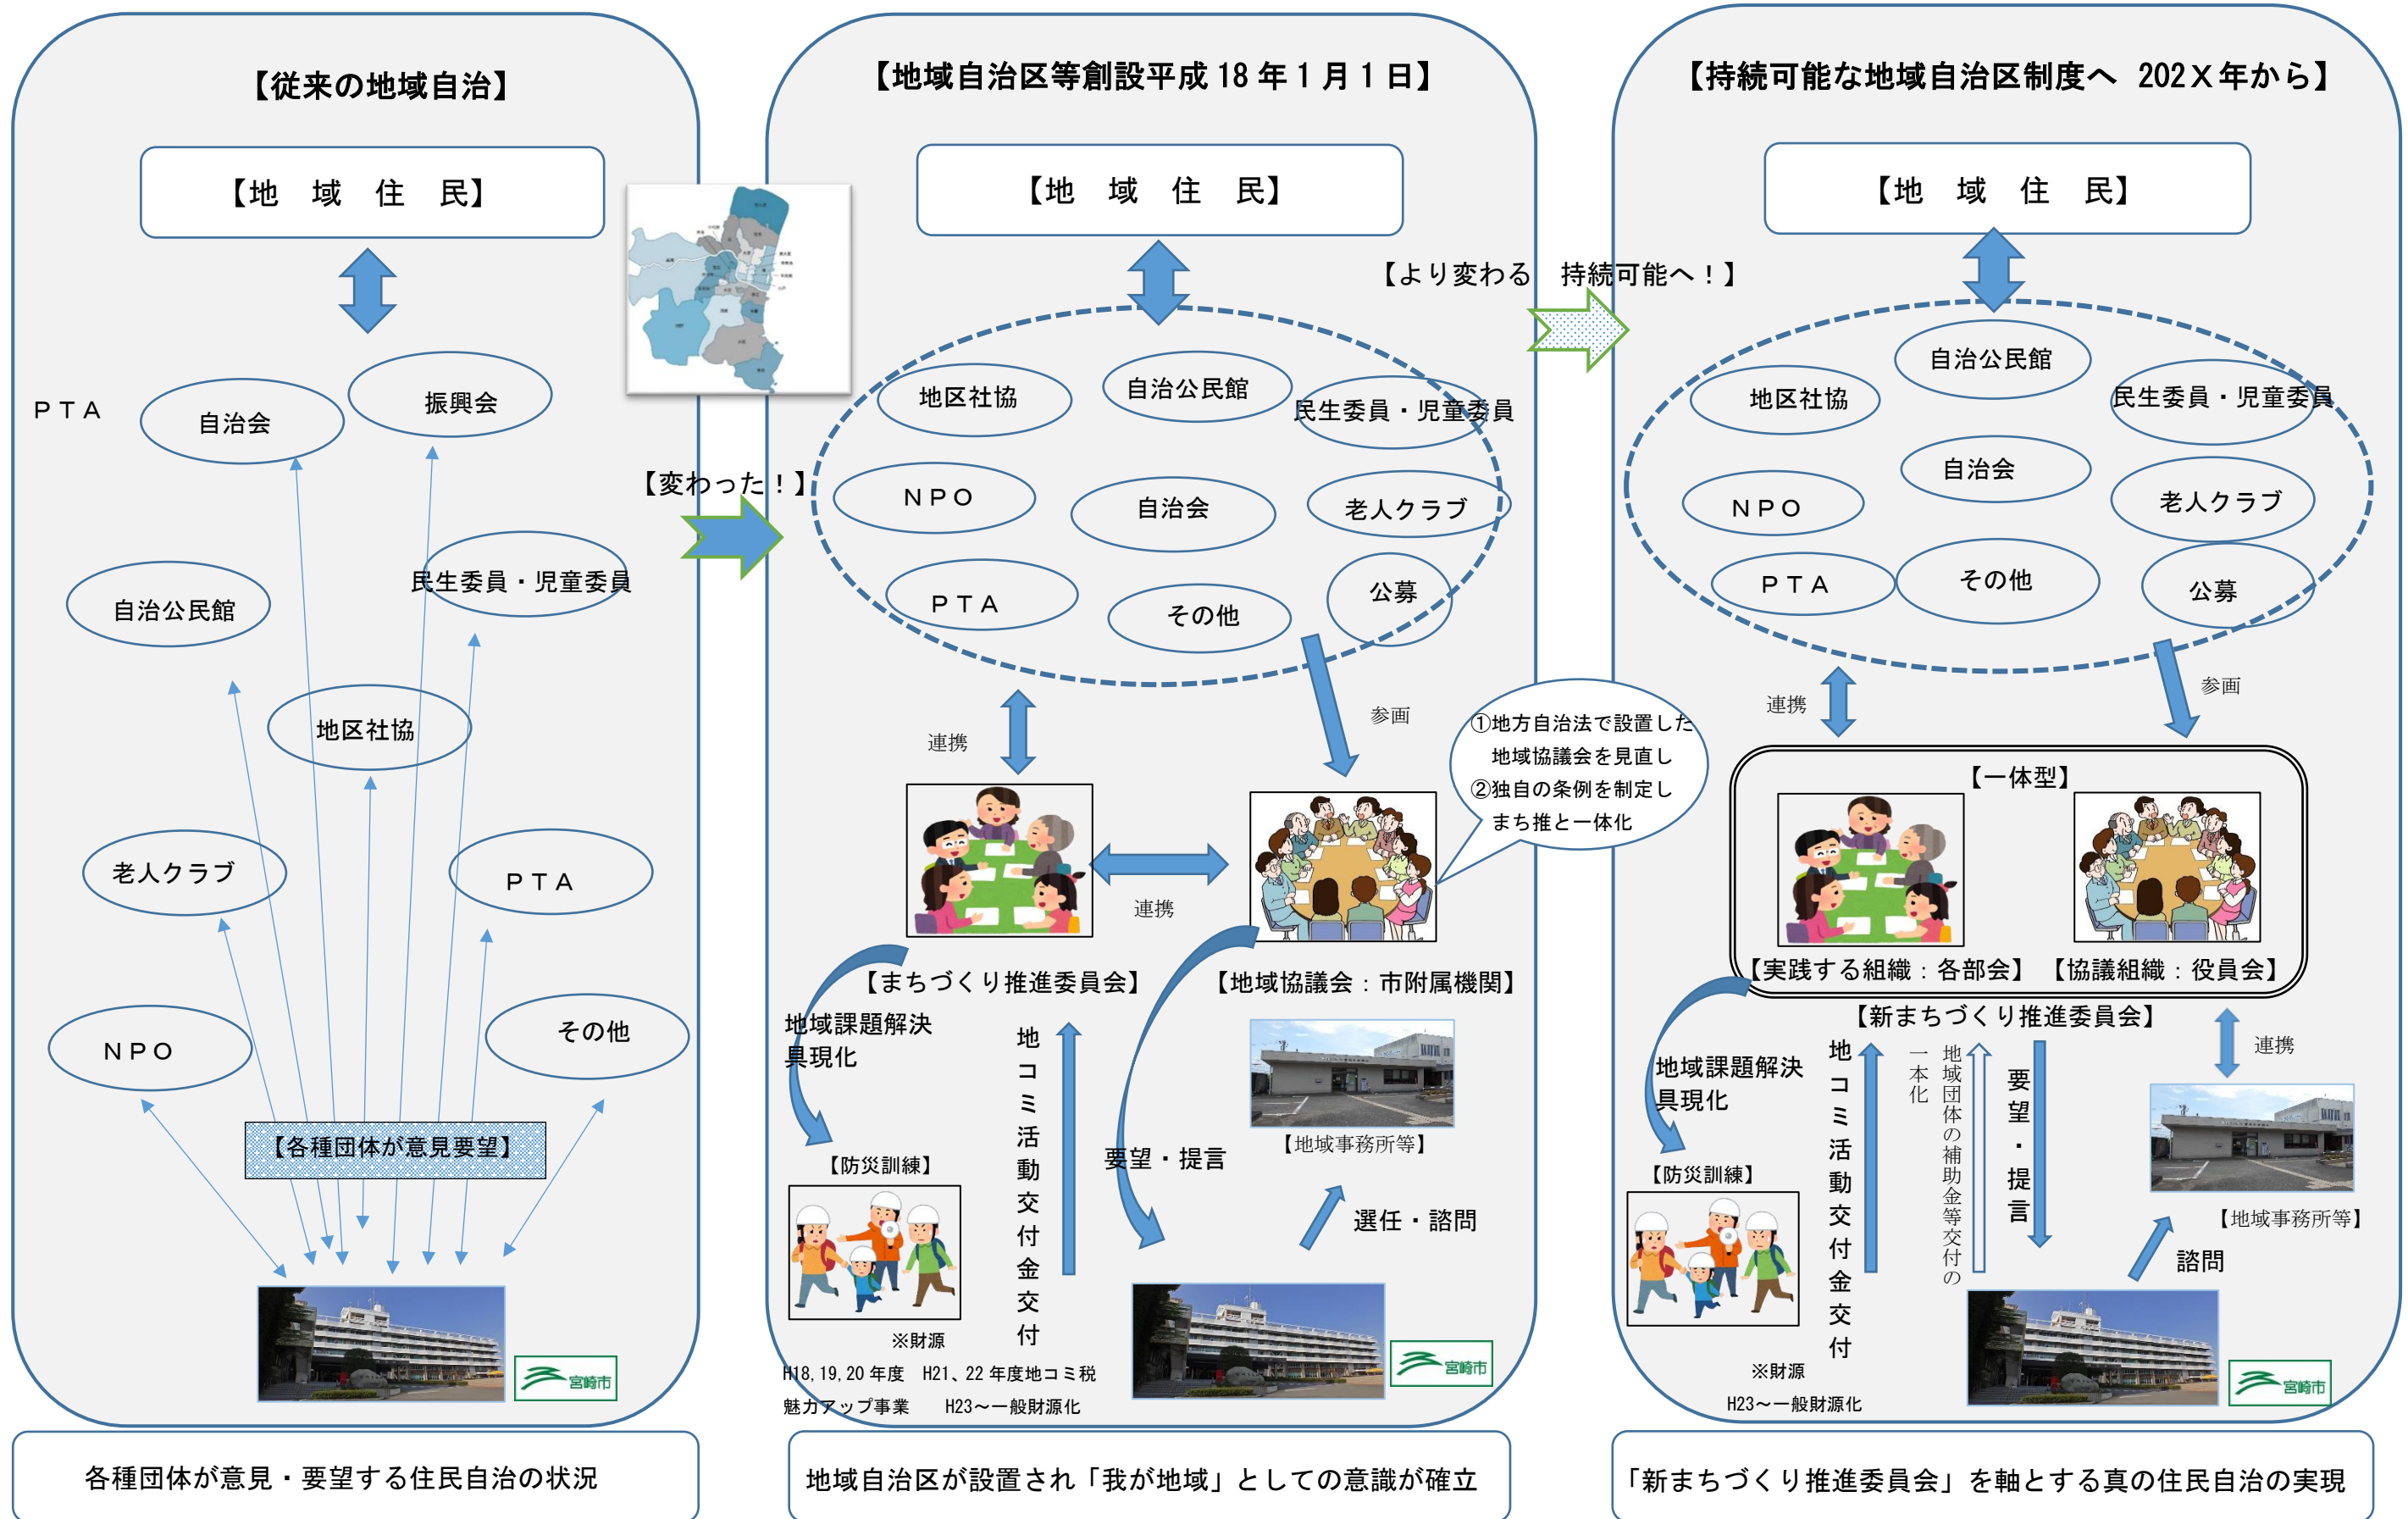 【従来の地域自治】
【地　域　住　民】
ＰＴＡ
自治会
振興会
自治公民館
民生委員・児童委員
地区社協
老人クラブ
ＰＴＡ
ＮＰＯ
その他
【各種団体が意見要望】
宮崎市
各種団体が意見・要望する住民自治の状況
【変わった！】
【地域自治区等創設平成 18 年 1 月 1 日】
【地　域　住　民】
地区社協
自治公民館
民生委員・児童委員
ＮＰＯ
自治会
老人クラブ
ＰＴＡ
その他
公募
連携
参画
①地方自治法で設置した
地域協議会を見直し
②独自の条例を制定し
まち推と一体化
連携
【まちづくり推進委員会】
【地域協議会：市附属機関】
地域課題解決
具現化
地コミ活動交付金交付
要望・提言
【地域事務所等】
選任・諮問
【防災訓練】
※財源
H18,19,20 年度　H21、22 年度地コミ税
魅力アップ事業　　H23～一般財源化
宮崎市
地域自治区が設置され「我が地域」としての意識が確立
【より変わる　持続可能へ！】
【持続可能な地域自治区制度へ 202Ｘ年から】
【地　域　住　民】
自治公民館
地区社協
民生委員・児童委員
自治会
ＮＰＯ
老人クラブ
ＰＴＡ
その他
公募
連携
参画
【一体型】
【実践する組織：各部会】
【協議組織：役員会】
【新まちづくり推進委員会】
地域課題解決
具現化
地コミ活動交付金交付
地域団体の補助金等交付の
一本化
要望・提言
連携
【地域事務所等】
諮問
【防災訓練】
※財源
H23～一般財源化
宮崎市
「新まちづくり推進委員会」を軸とする真の住民自治の実現